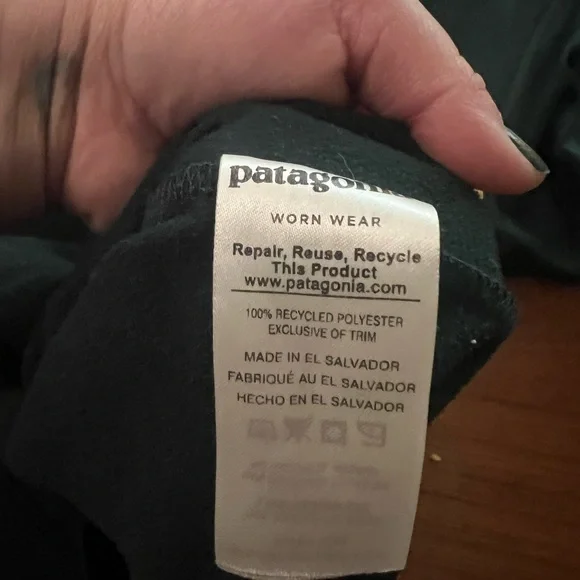 patagonia
WORN WEAR
Repair, Reuse, Recycle
This Product
www.patagonia.com
100% RECYCLED POLYESTER
EXCLUSIVE OF TRIM
MADE IN EL SALVADOR
FABRIQUÉ AU EL SALVADOR
HECHO EN EL SALVADOR